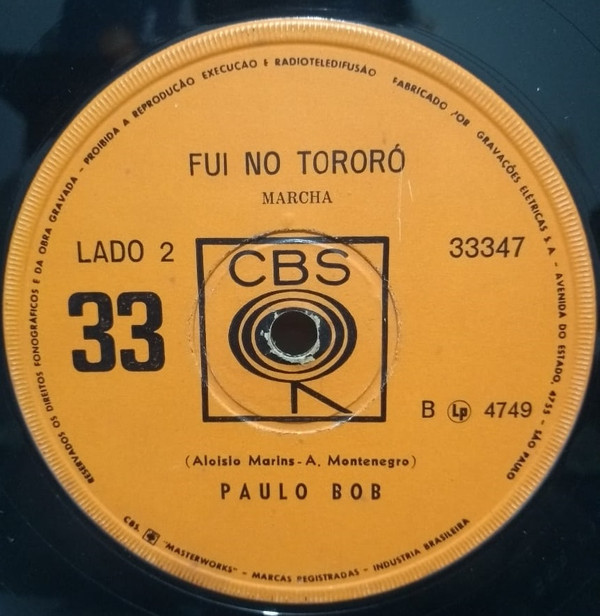 RESERVADOS OS DIREITOS FONOGRÁFICOS E DA OBRA GRAVADA - PROIBIDA A REPRODUÇÃO EXECUÇÃO E RADIOTELEDIFUSÃO FABRICADO POR GRAVAÇÕES ELÉTRICAS S.A - AVENIDA DO ESTADO, 4755 - SÃO PAULO
FUI NO TORORÓ
MARCHA
LADO 2
33347
CBS
33
B Lp 4749
(Aloisio Marins - A. Montenegro)
PAULO BOB
CBS, "MASTERWORKS" - MARCAS REGISTRADAS - INDUSTRIA BRASILEIRA